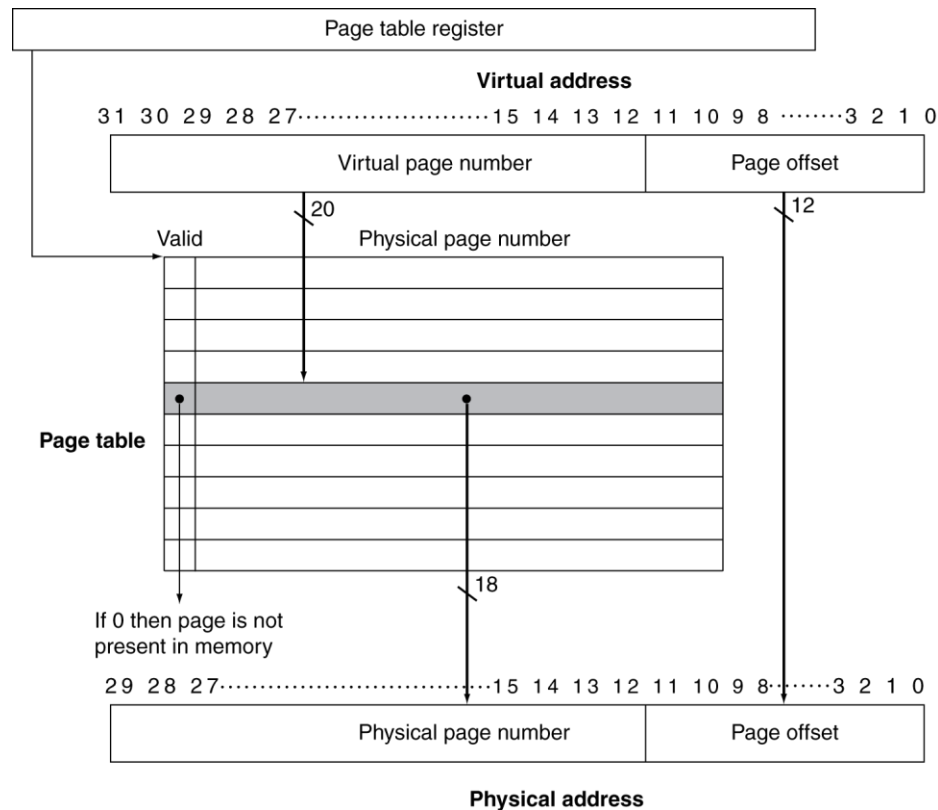 Page table register
Virtual address
31 30 29 28 27························15 14 13 12 11 10 9 8 ········3 2 1 0
Virtual page number Page offset
20 12
Valid Physical page number
Page table
18
If 0 then page is not
present in memory
29 28 27··································15 14 13 12 11 10 9 8········3 2 1 0
Physical page number Page offset
Physical address